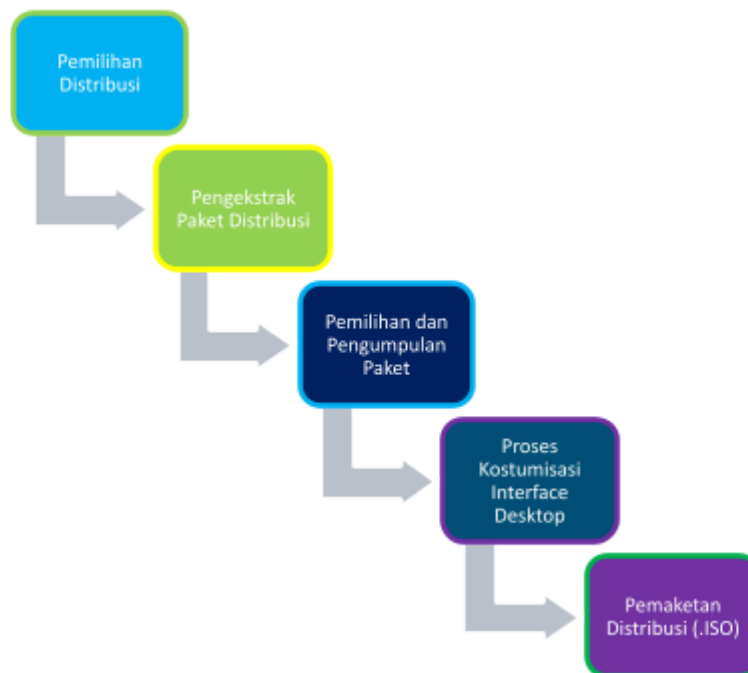 Pemilihan
Distribusi
Pengekstrak
Paket Distribusi
Pemilihan dan
Pengumpulan
Paket
Proses
Kostumisasi
Interface
Desktop
Pemaketan
Distribusi (.ISO)